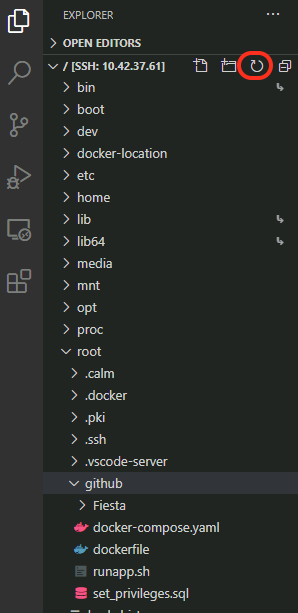 EXPLORER
OPEN EDITORS
/ [SSH: 10.42.37.61]
bin
boot
dev
docker-location
etc
home
lib
lib64
media
mnt
opt
proc
root
.calm
.docker
.pki
.ssh
.vscode-server
github
Fiesta
docker-compose.yaml
dockerfile
runapp.sh
set_privileges.sql